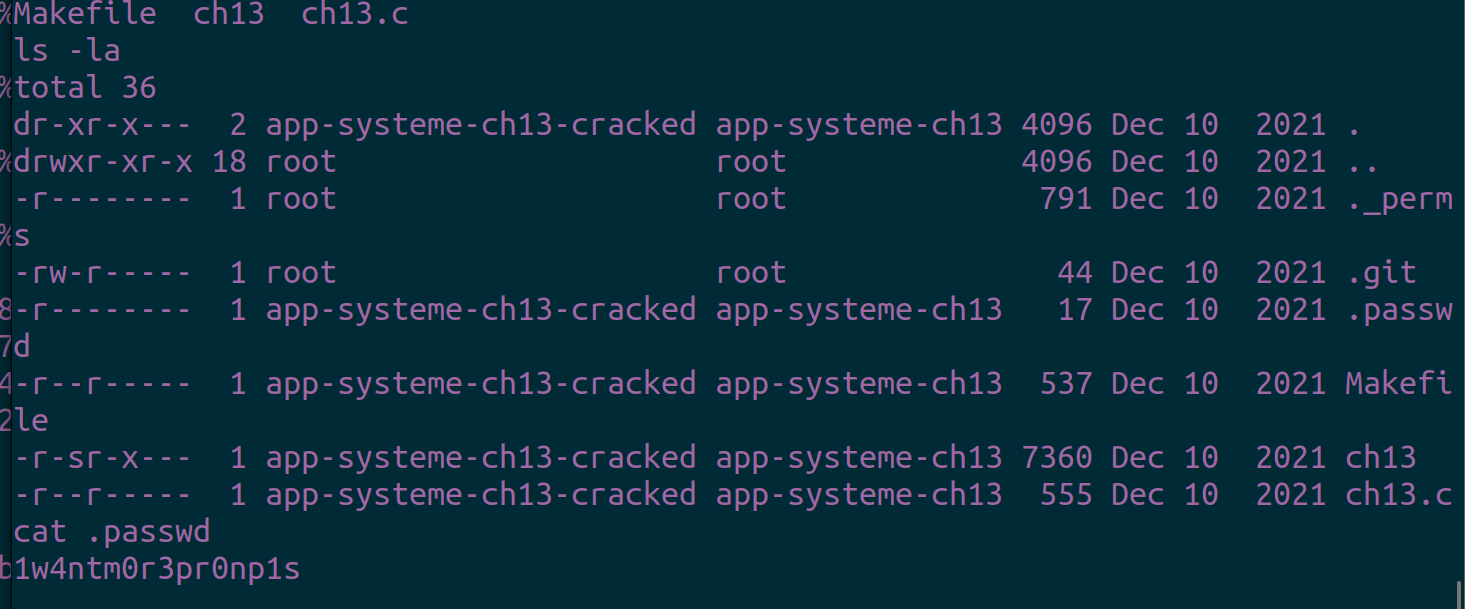 Makefile  ch13  ch13.c
ls -la
total 36
dr-xr-x---  2 app-systeme-ch13-cracked app-systeme-ch13 4096 Dec 10  2021 .
drwxr-xr-x 18 root                     root             4096 Dec 10  2021 ..
-r--------  1 root                     root              791 Dec 10  2021 ._perm
s
-rw-r-----  1 root                     root               44 Dec 10  2021 .git
-r--------  1 app-systeme-ch13-cracked app-systeme-ch13   17 Dec 10  2021 .passw
d
-r--r-----  1 app-systeme-ch13-cracked app-systeme-ch13  537 Dec 10  2021 Makefi
le
-r-sr-x---  1 app-systeme-ch13-cracked app-systeme-ch13 7360 Dec 10  2021 ch13
-r--r-----  1 app-systeme-ch13-cracked app-systeme-ch13  555 Dec 10  2021 ch13.c
cat .passwd
1w4ntm0r3pr0np1s